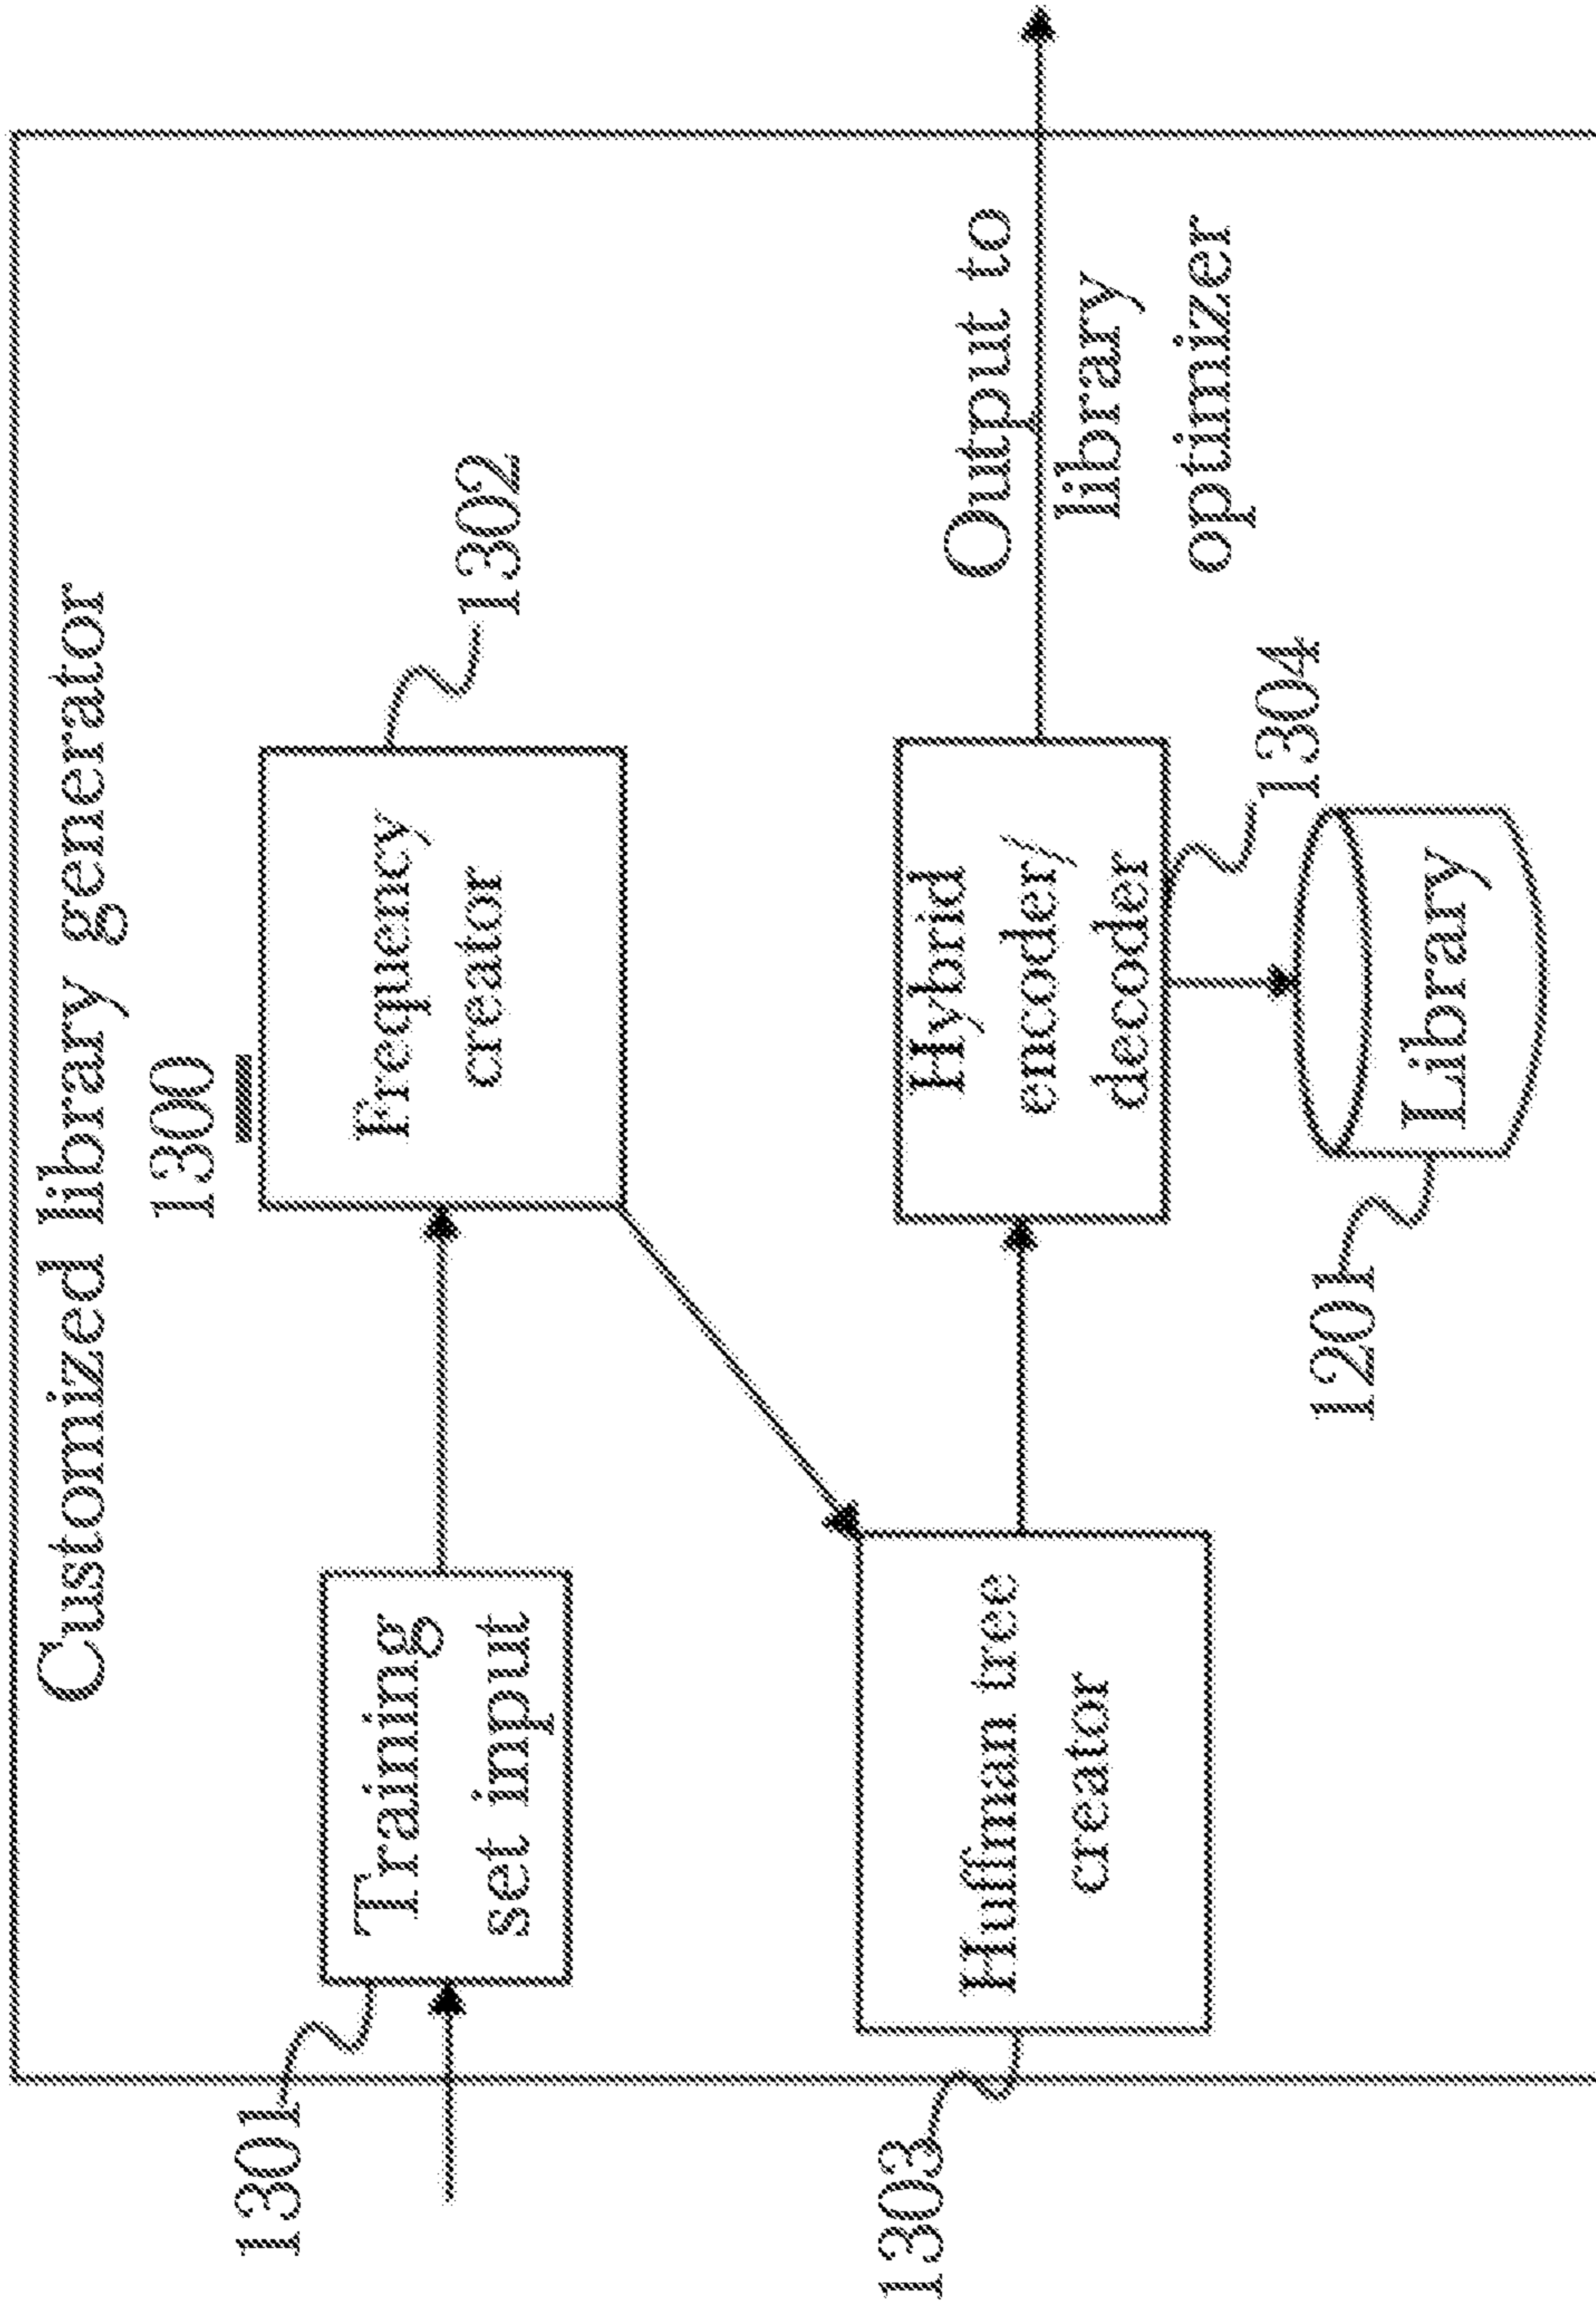 Customized library generator
1300
1301
Training
set input
Frequency
creator
1302
1303
Huffman tree
creator
Hybrid
encoder/
decoder
1304
Output to
library
optimizer
1201
Library